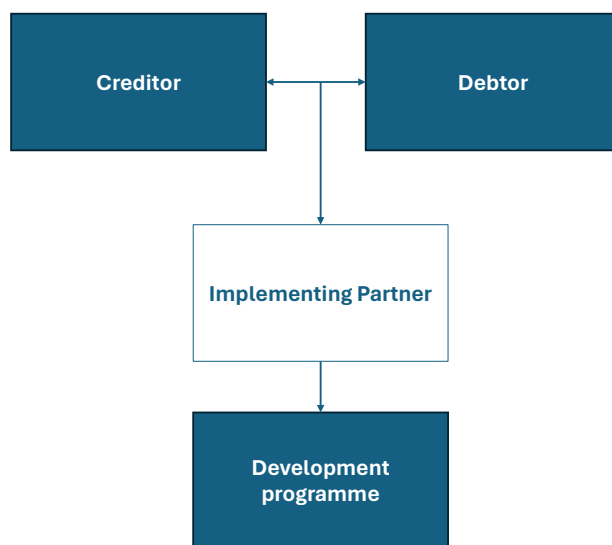 Creditor
Debtor
Implementing Partner
Development
programme